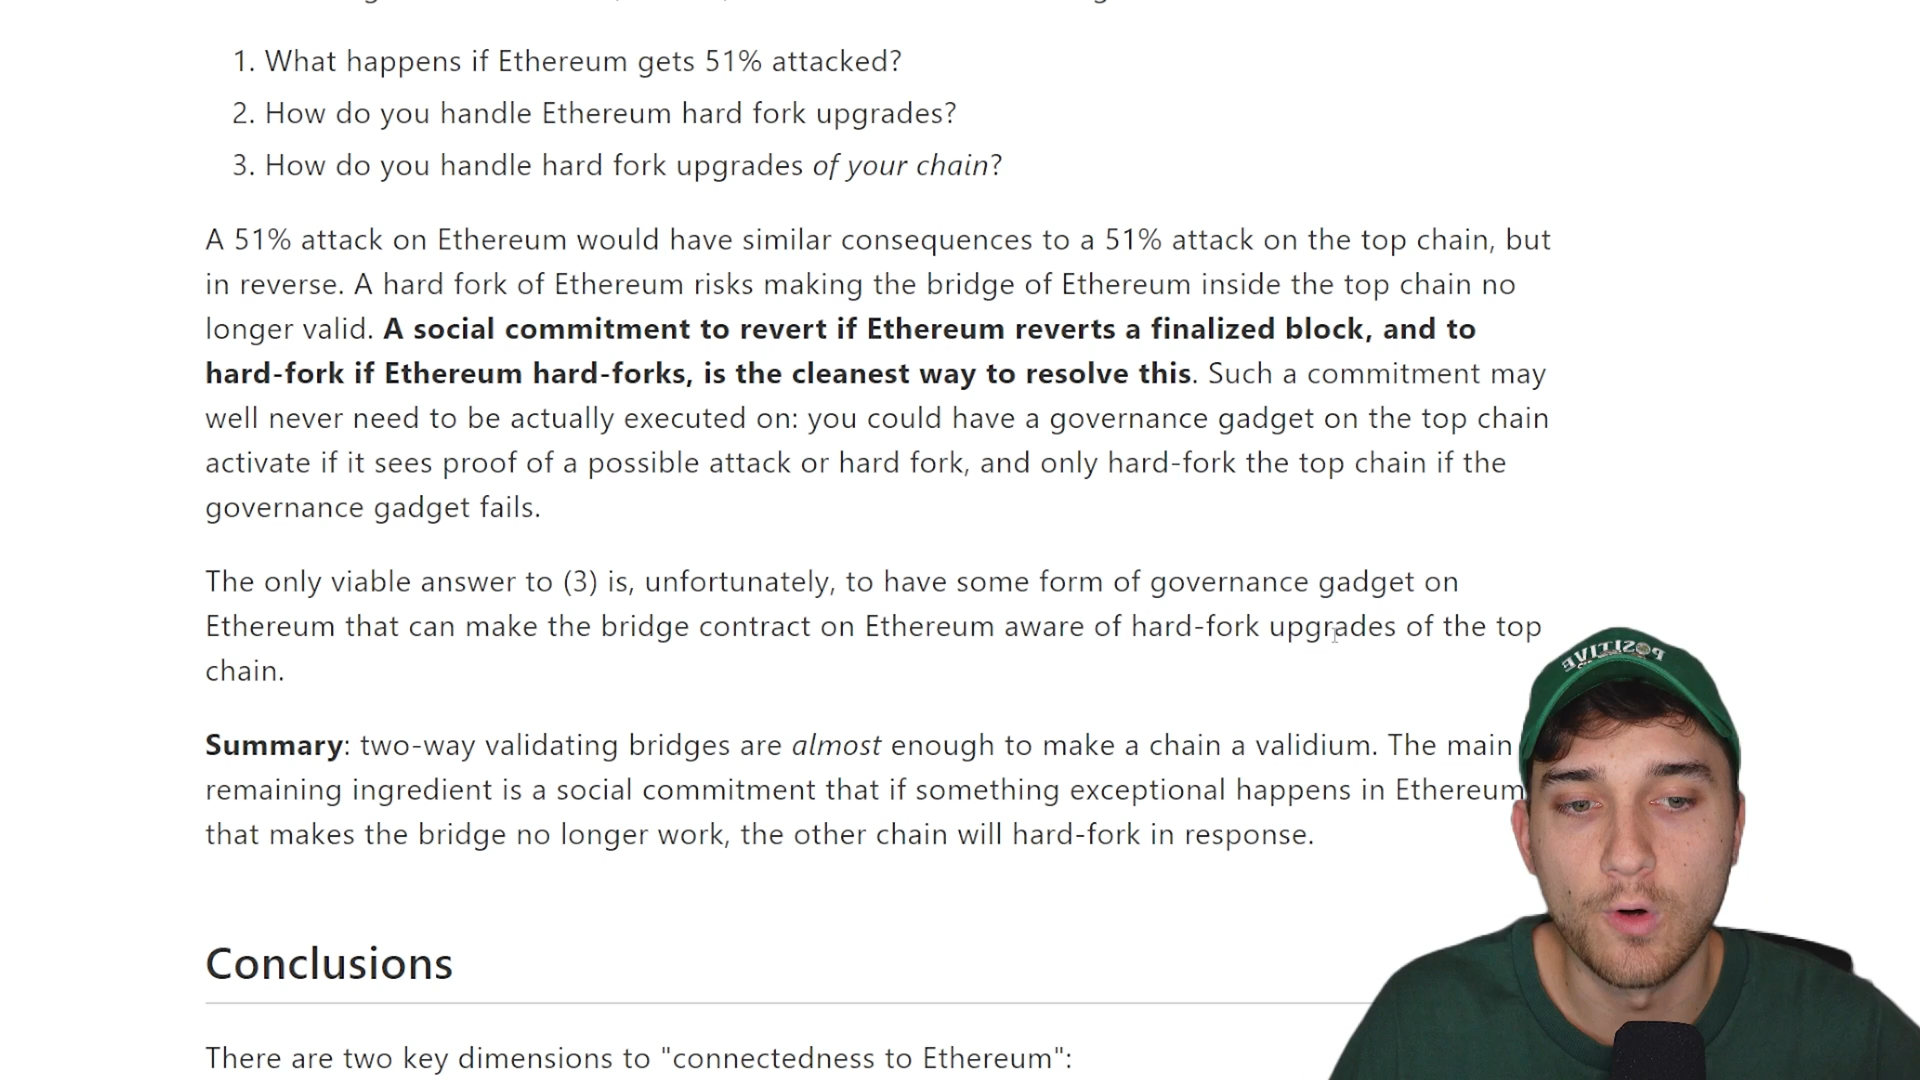 1. What happens if Ethereum gets 51% attacked?
2. How do you handle Ethereum hard fork upgrades?
3. How do you handle hard fork upgrades of your chain?
A 51% attack on Ethereum would have similar consequences to a 51% attack on the top chain, but
in reverse. A hard fork of Ethereum risks making the bridge of Ethereum inside the top chain no
longer valid. A social commitment to revert if Ethereum reverts a finalized block, and to
hard-fork if Ethereum hard-forks, is the cleanest way to resolve this. Such a commitment may
well never need to be actually executed on: you could have a governance gadget on the top chain
activate if it sees proof of a possible attack or hard fork, and only hard-fork the top chain if the
governance gadget fails.
The only viable answer to (3) is, unfortunately, to have some form of governance gadget on
Ethereum that can make the bridge contract on Ethereum aware of hard-fork upgrades of the top
chain.
POSITIVE
Summary: two-way validating bridges are almost enough to make a chain a validium. The main
remaining ingredient is a social commitment that if something exceptional happens in Ethereum
that makes the bridge no longer work, the other chain will hard-fork in response.
Conclusions
There are two key dimensions to "connectedness to Ethereum":